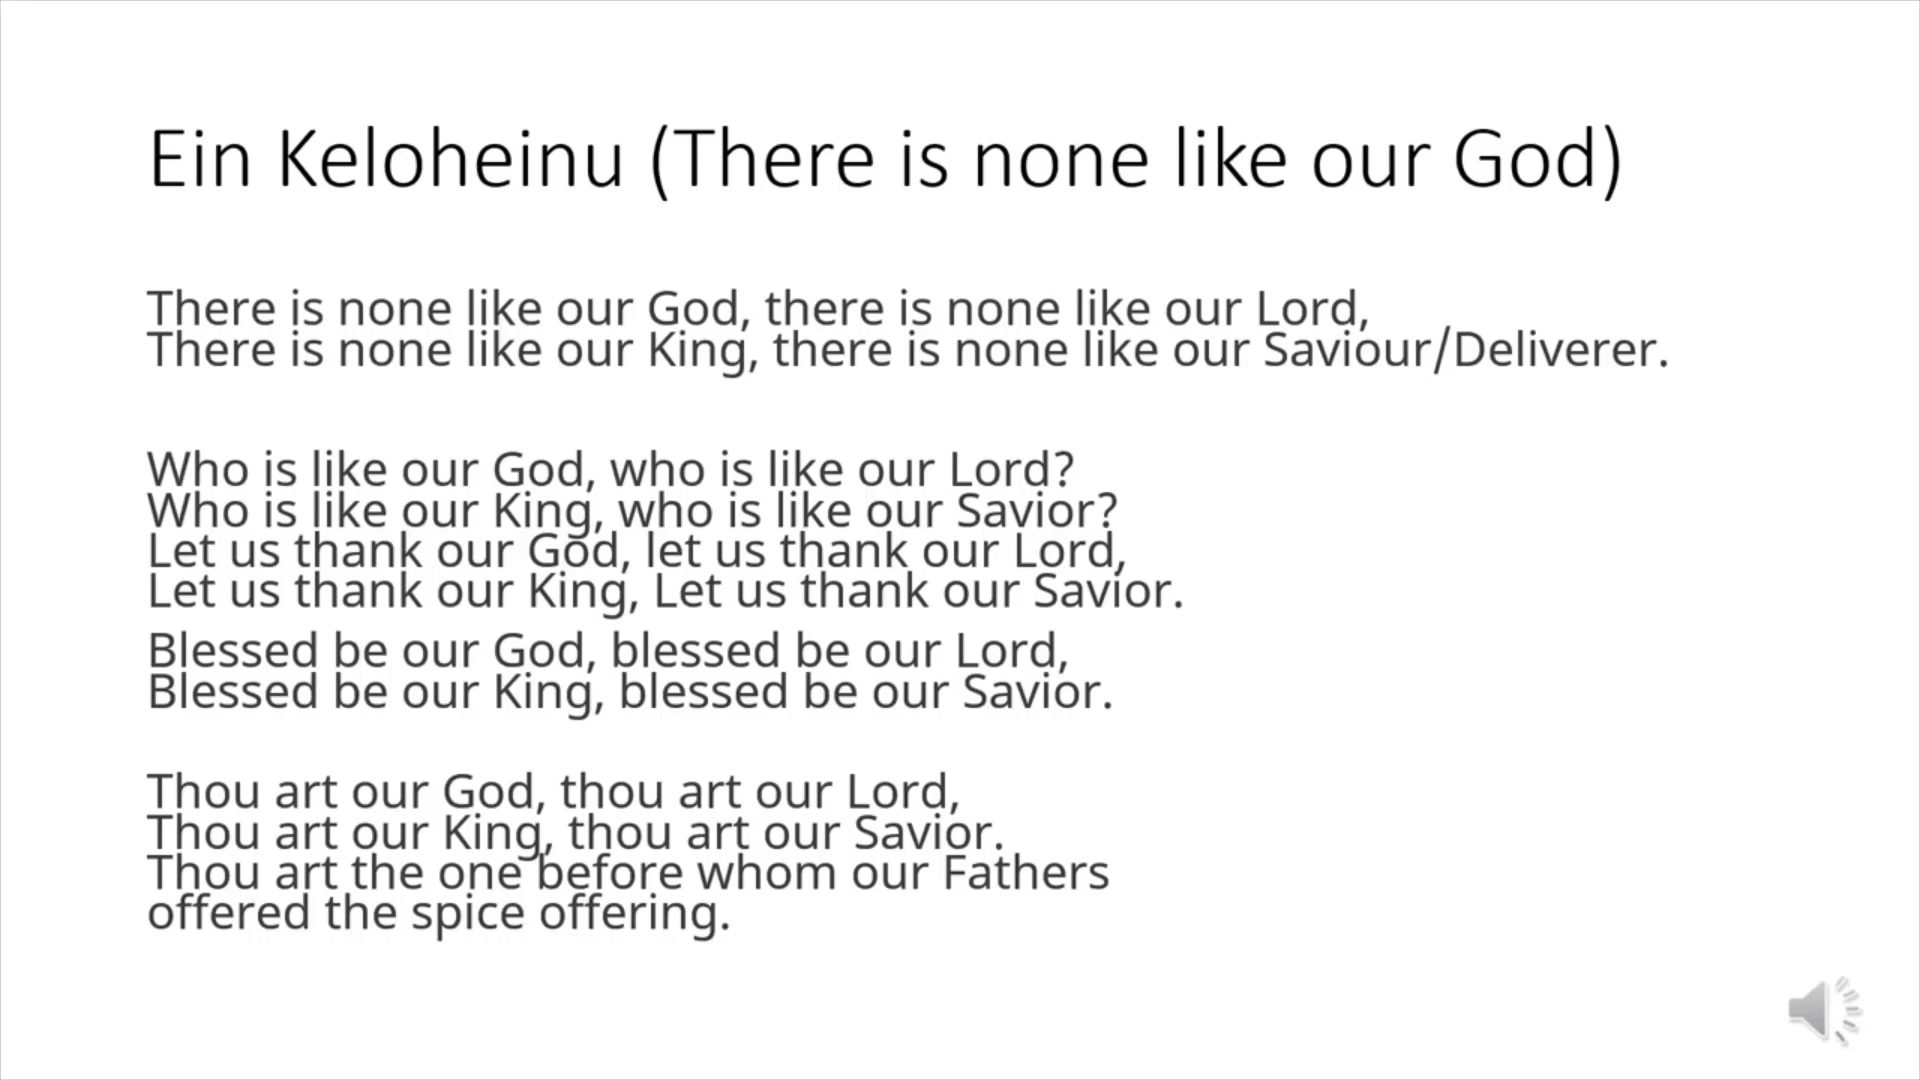 Ein Keloheinu (There is none like our God)
There is none like our God, there is none like our Lord,
There is none like our King, there is none like our Saviour/Deliverer.
Who is like our God, who is like our Lord?
Who is like our King, who is like our Savior?
Let us thank our God, let us thank our Lord,
Let us thank our King, Let us thank our Savior.
Blessed be our God, blessed be our Lord,
Blessed be our King, blessed be our Savior.
Thou art our God, thou art our Lord,
Thou art our King, thou art our Savior.
Thou art the one before whom our Fathers
offered the spice offering.